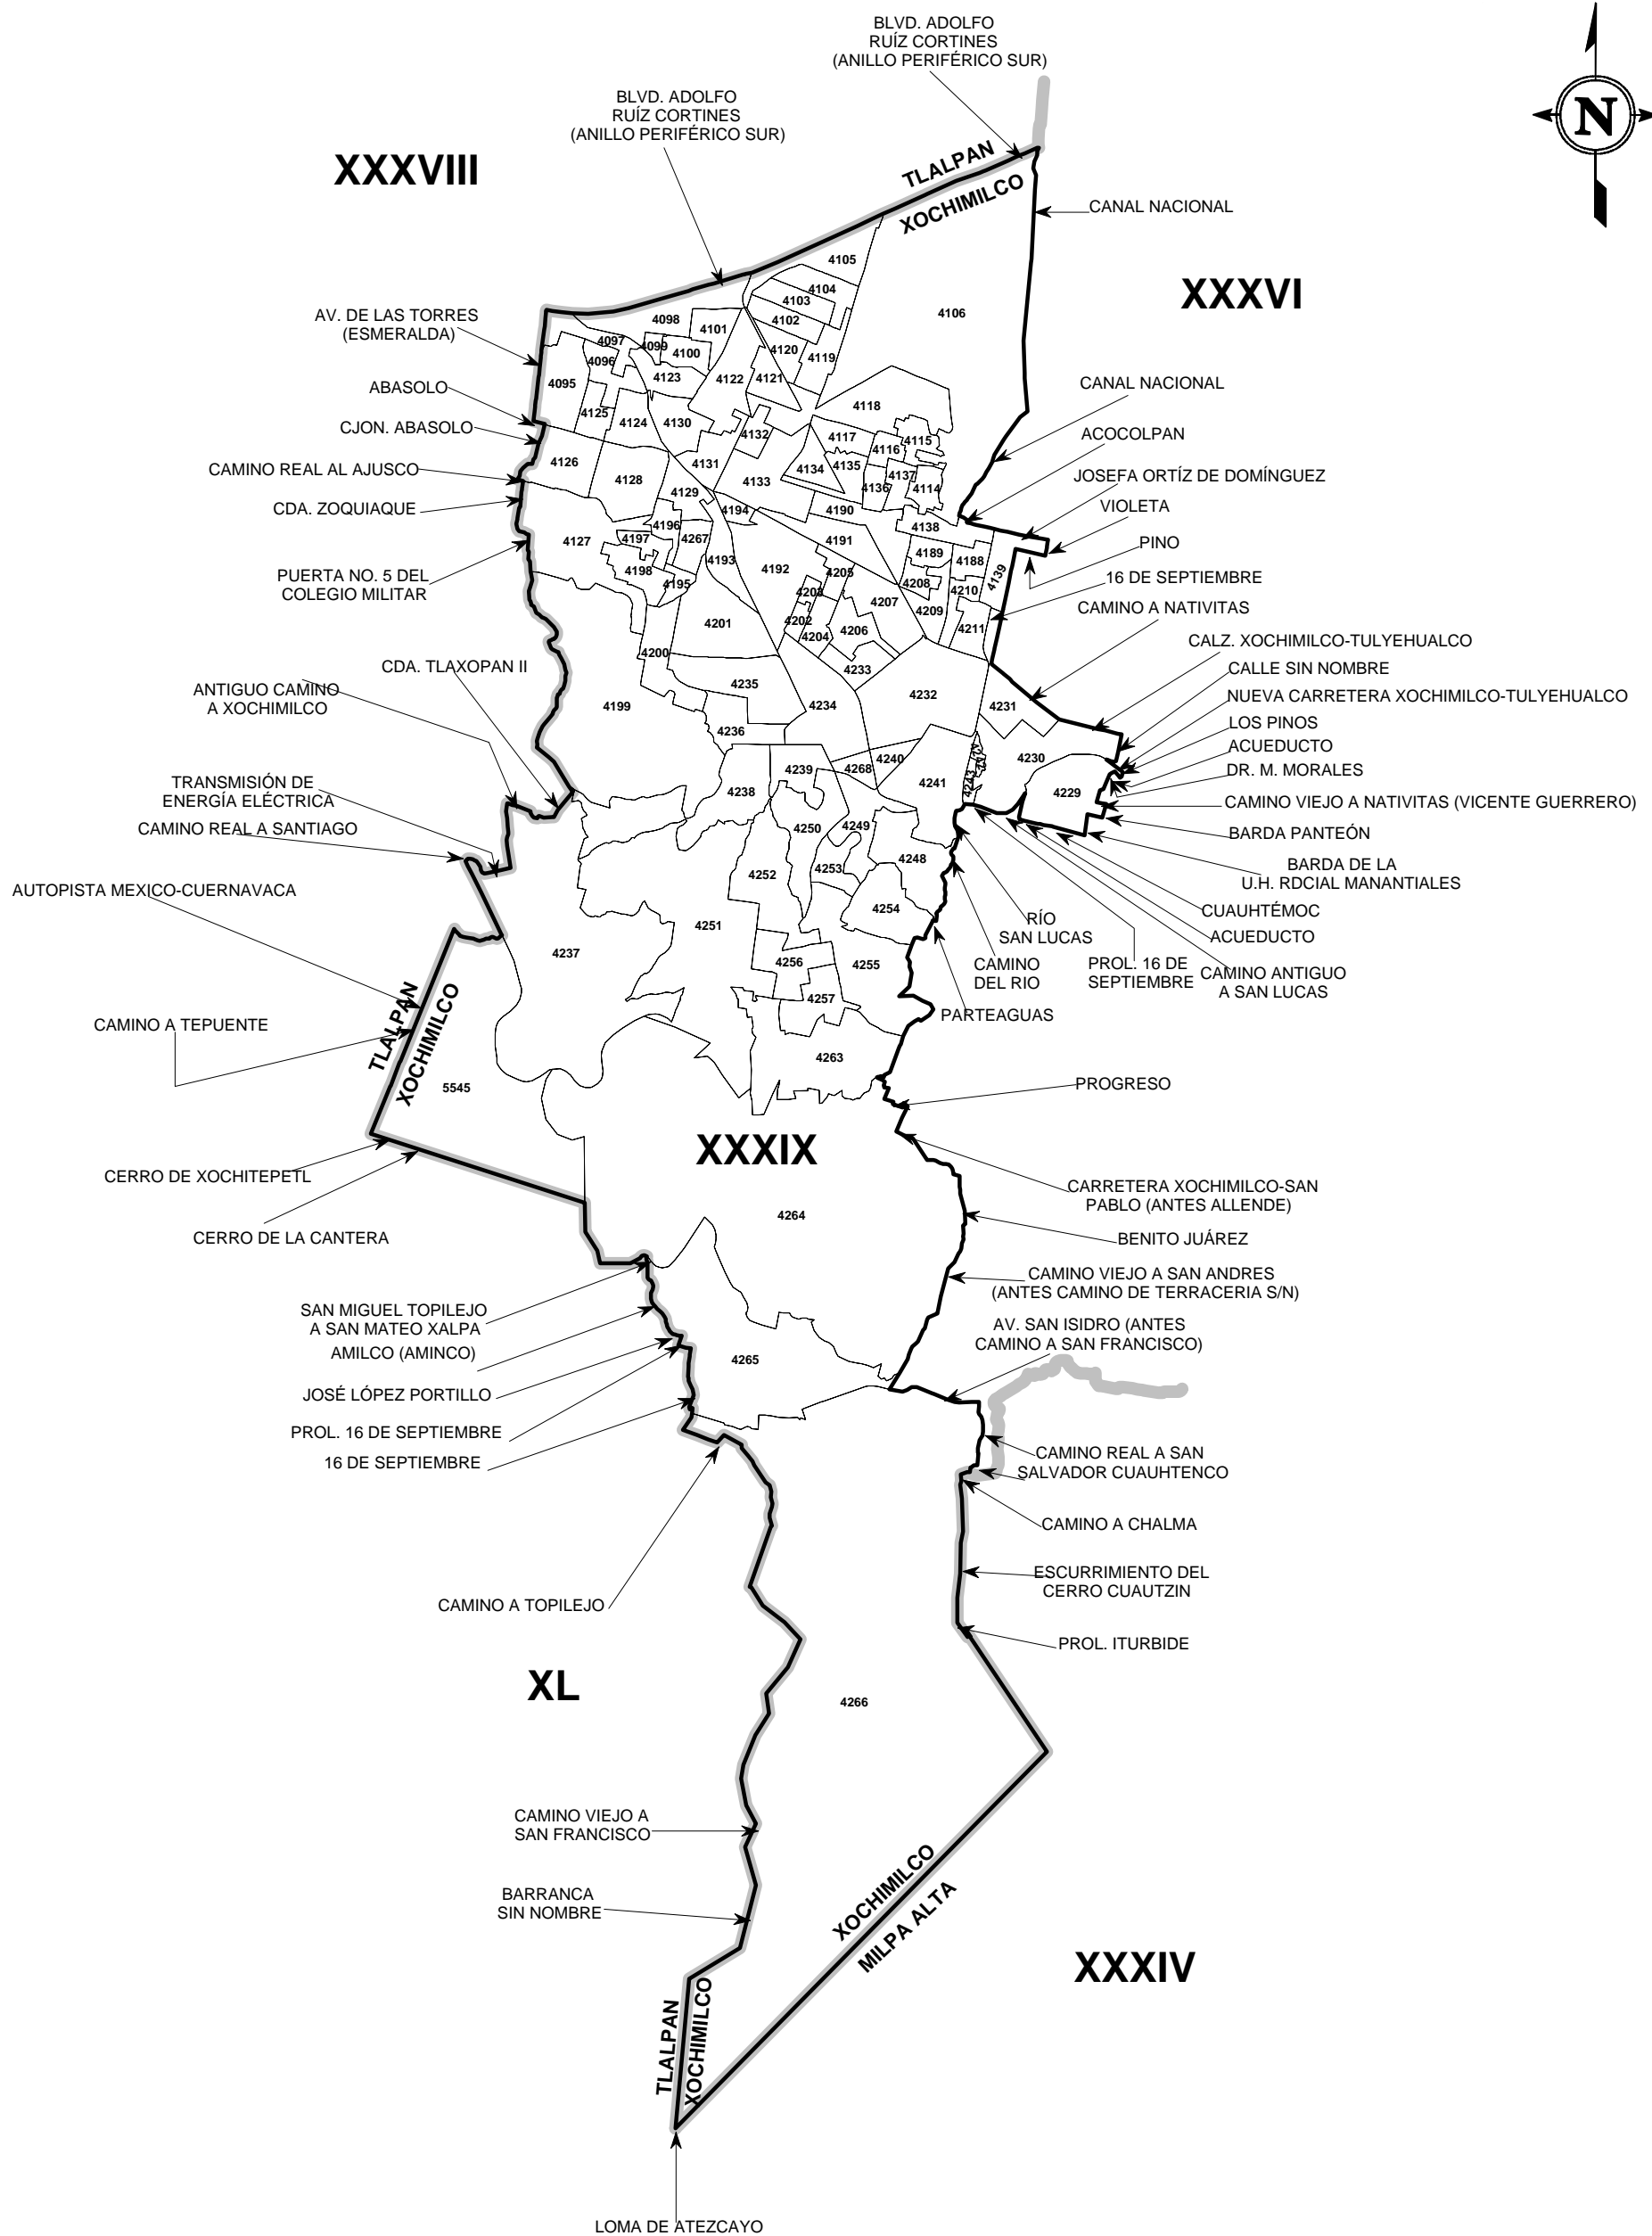 BLVD. ADOLFO
RUÍZ CORTINES
(ANILLO PERIFÉRICO SUR)
BLVD. ADOLFO
RUÍZ CORTINES
(ANILLO PERIFÉRICO SUR)
N
XXXVIII
TLALPAN
XOCHIMILCO
CANAL NACIONAL
XXXVI
AV. DE LAS TORRES
(ESMERALDA)
ABASOLO
CJON. ABASOLO
CAMINO REAL AL AJUSCO
CDA. ZOQUIAQUE
PUERTA NO. 5 DEL
COLEGIO MILITAR
CDA. TLAXOPAN II
ANTIGUO CAMINO
A XOCHIMILCO
TRANSMISIÓN DE
ENERGÍA ELÉCTRICA
CAMINO REAL A SANTIAGO
AUTOPISTA MEXICO-CUERNAVACA
CAMINO A TEPUENTE
TLALPAN
XOCHIMILCO
CERRO DE XOCHITEPETL
CERRO DE LA CANTERA
4105
4104
4103
4102
4106
4098
4101
4097
4099
4100
4096
4120
4119
4095
4123
4122
4121
4118
4125
4124
4130
4132
4117
4115
4116
4126
4131
4134
4135
4137
4128
4133
4136
4114
4129
4194
4190
4138
4196
4197
4267
4191
4127
4189
4188
4193
4198
4192
4205
4139
4195
4203
4208
4210
4207
4202
4209
4201
4204
4206
4211
4200
4233
4235
4232
4199
4234
4231
4236
4240
4230
4239
4268
4241
4243
4238
4229
4250
4249
4248
4252
4253
4254
4251
4237
4256
4255
4257
4263
5545
XXXIX
4264
4265
CANAL NACIONAL
ACOCOLPAN
JOSEFA ORTÍZ DE DOMÍNGUEZ
VIOLETA
PINO
16 DE SEPTIEMBRE
CAMINO A NATIVITAS
CALZ. XOCHIMILCO-TULYEHUALCO
CALLE SIN NOMBRE
NUEVA CARRETERA XOCHIMILCO-TULYEHUALCO
LOS PINOS
ACUEDUCTO
DR. M. MORALES
CAMINO VIEJO A NATIVITAS (VICENTE GUERRERO)
BARDA PANTEÓN
BARDA DE LA
U.H. RDCIAL MANANTIALES
CUAUHTÉMOC
ACUEDUCTO
CAMINO ANTIGUO
A SAN LUCAS
PROL. 16 DE
SEPTIEMBRE
RÍO
SAN LUCAS
CAMINO
DEL RIO
PARTEAGUAS
PROGRESO
CARRETERA XOCHIMILCO-SAN
PABLO (ANTES ALLENDE)
BENITO JUÁREZ
CAMINO VIEJO A SAN ANDRES
(ANTES CAMINO DE TERRACERIA S/N)
AV. SAN ISIDRO (ANTES
CAMINO A SAN FRANCISCO)
SAN MIGUEL TOPILEJO
A SAN MATEO XALPA
AMILCO (AMINCO)
JOSÉ LÓPEZ PORTILLO
PROL. 16 DE SEPTIEMBRE
16 DE SEPTIEMBRE
CAMINO REAL A SAN
SALVADOR CUAUHTENCO
CAMINO A CHALMA
ESCURRIMIENTO DEL
CERRO CUAUTZIN
CAMINO A TOPILEJO
PROL. ITURBIDE
XL
4266
CAMINO VIEJO A
SAN FRANCISCO
BARRANCA
SIN NOMBRE
XOCHIMILCO
MILPA ALTA
XXXIV
TLALPAN
XOCHIMILCO
LOMA DE ATEZCAYO